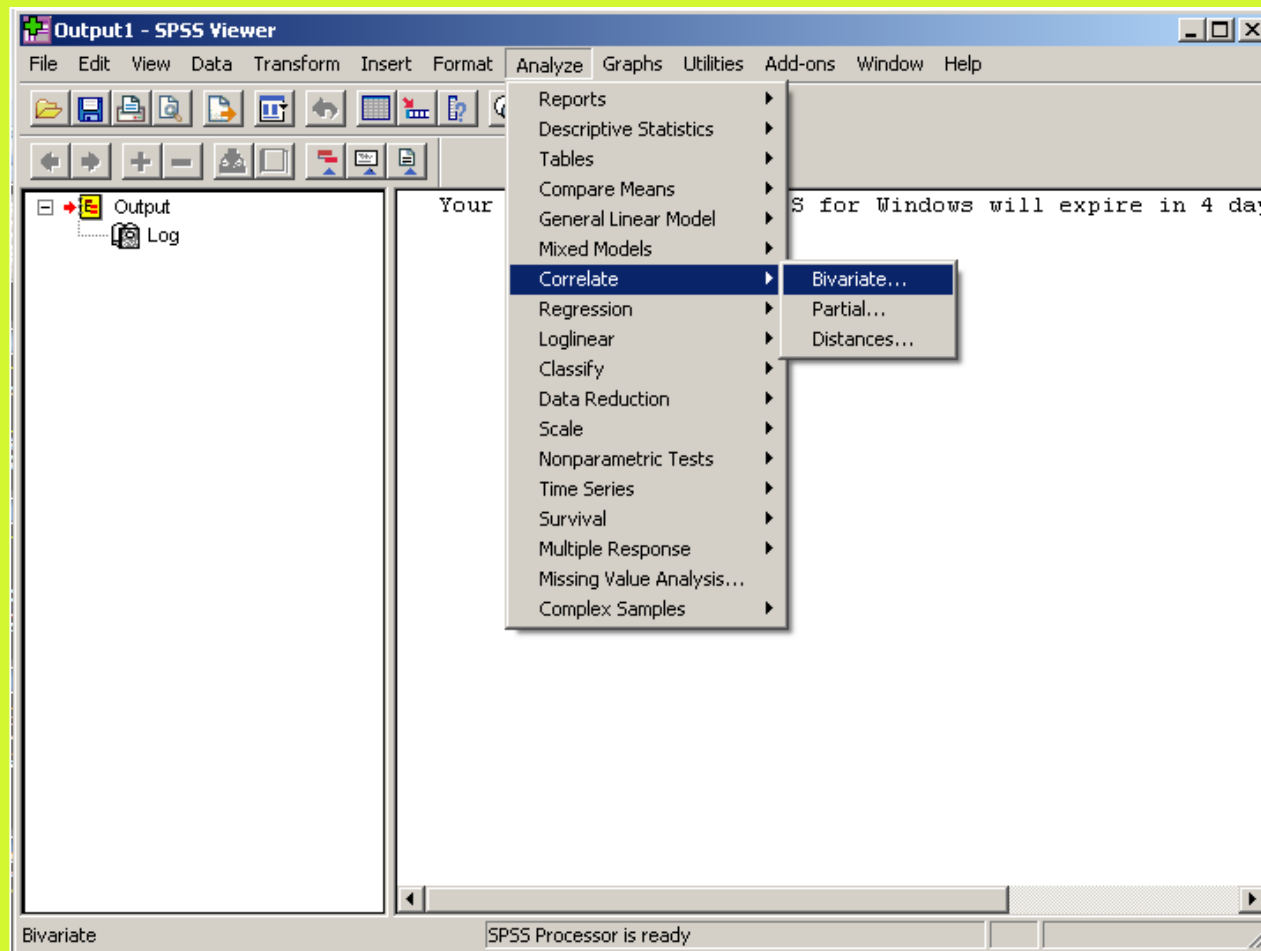 Output1 - SPSS Viewer
File Edit View Data Transform Insert Format Analyze Graphs Utilities Add-ons Window Help
Reports
Descriptive Statistics
Tables
Compare Means
General Linear Model
Mixed Models
Correlate
Regression
Loglinear
Classify
Data Reduction
Scale
Nonparametric Tests
Time Series
Survival
Multiple Response
Missing Value Analysis...
Complex Samples
Bivariate...
Partial...
Distances...
Output
Log
Your S for Windows will expire in 4 day
Bivariate
SPSS Processor is ready